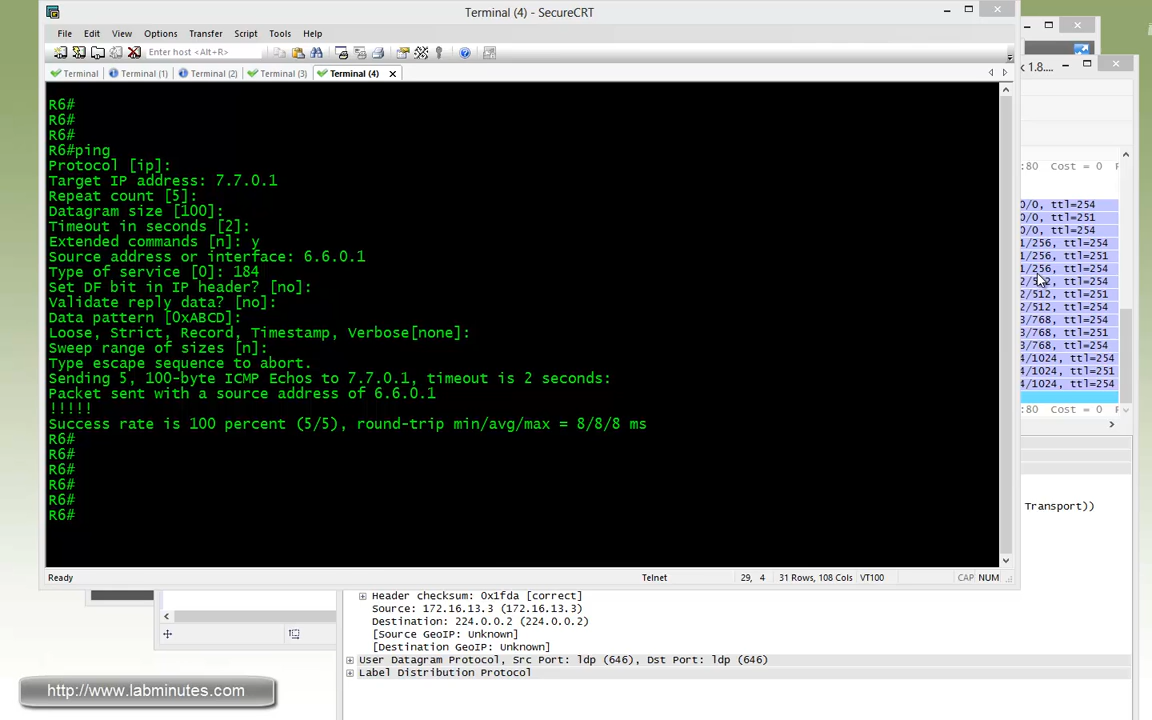 Terminal (4) - SecureCRT
File Edit View Options Transfer Script Tools Help
Enter host <Alt+R>
Terminal Terminal (1) Terminal (2) Terminal (3) Terminal (4)
R6#
R6#
R6#
R6#ping
Protocol [ip]:
Target IP address: 7.7.0.1
Repeat count [5]:
Datagram size [100]:
Timeout in seconds [2]:
Extended commands [n]: y
Source address or interface: 6.6.0.1
Type of service [0]: 184
Set DF bit in IP header? [no]:
Validate reply data? [no]:
Data pattern [0xABCD]:
Loose, Strict, Record, Timestamp, Verbose[none]:
Sweep range of sizes [n]:
Type escape sequence to abort.
Sending 5, 100-byte ICMP Echos to 7.7.0.1, timeout is 2 seconds:
Packet sent with a source address of 6.6.0.1
!!!!!
Success rate is 100 percent (5/5), round-trip min/avg/max = 8/8/8 ms
R6#
R6#
R6#
R6#
R6#
R6#
Ready Telnet 29, 4 31 Rows, 108 Cols VT100 CAP NUM
1.8....
:80 Cost = 0
0/0, ttl=254
0/0, ttl=251
0/0, ttl=254
1/256, ttl=254
1/256, ttl=251
1/256, ttl=254
2/512, ttl=254
2/512, ttl=251
2/512, ttl=254
3/768, ttl=254
3/768, ttl=251
3/768, ttl=254
4/1024, ttl=254
4/1024, ttl=251
4/1024, ttl=254
:80 Cost = 0
Transport))
Header checksum: 0x1fda [correct]
Source: 172.16.13.3 (172.16.13.3)
Destination: 224.0.0.2 (224.0.0.2)
[Source GeoIP: Unknown]
[Destination GeoIP: Unknown]
User Datagram Protocol, Src Port: ldp (646), Dst Port: ldp (646)
Label Distribution Protocol
http://www.labminutes.com